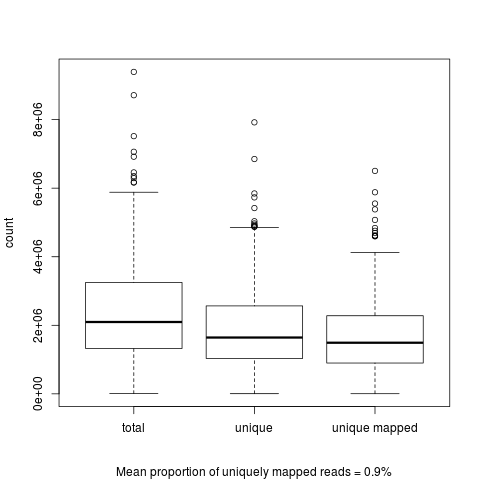 8e+06
6e+06
4e+06
2e+06
0e+00
count
total
unique
unique mapped
Mean proportion of uniquely mapped reads = 0.9%